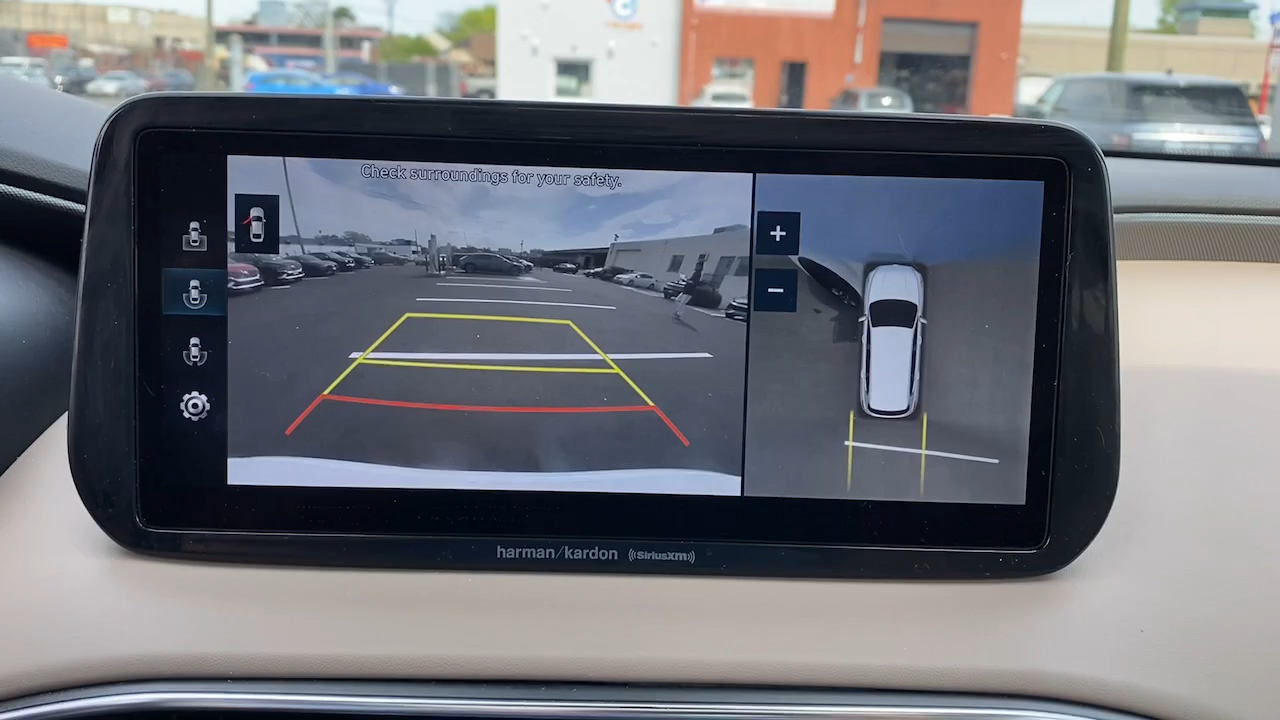 Check surroundings for your safety.
+
−
harman/kardon (((SiriusXM)))